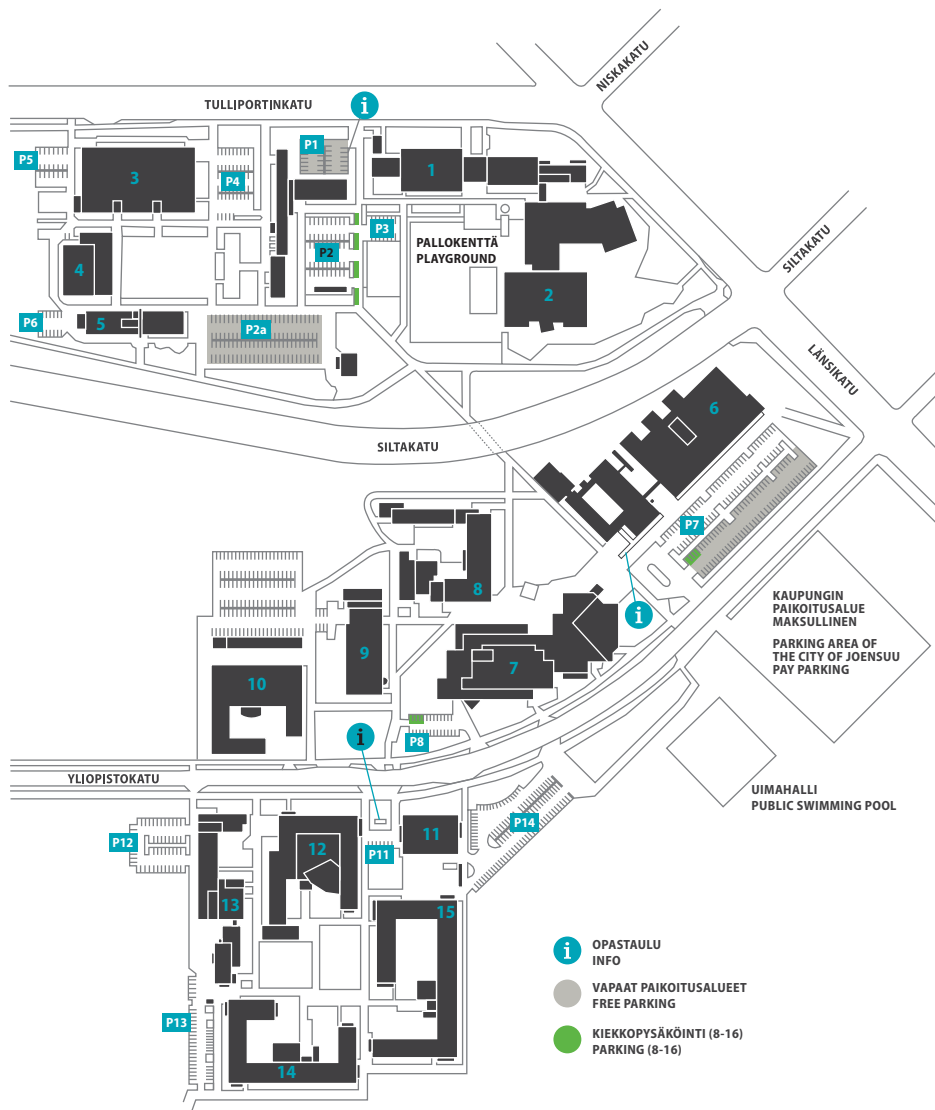 NISKAKATU
TULLIPORTINKATU
i
P1
P5
3
P4
1
P3
PALLOKENTTÄ
PLAYGROUND
P2
SILTAKATU
4
2
P6
5
P2a
LÄNSIKATU
6
SILTAKATU
P7
8
i
KAUPUNGIN
PAIKOITUSALUE
MAKSULLINEN
PARKING AREA OF
THE CITY OF JOENSUU
PAY PARKING
9
7
10
i
P8
YLIOPISTOKATU
UIMAHALLI
PUBLIC SWIMMING POOL
P12
12
P11
11
P14
13
15
i
OPASTAULU
INFO
VAPAAT PAIKOITUSALUEET
FREE PARKING
P13
KIEKKOPYSÄKÖINTI (8-16)
PARKING (8-16)
14